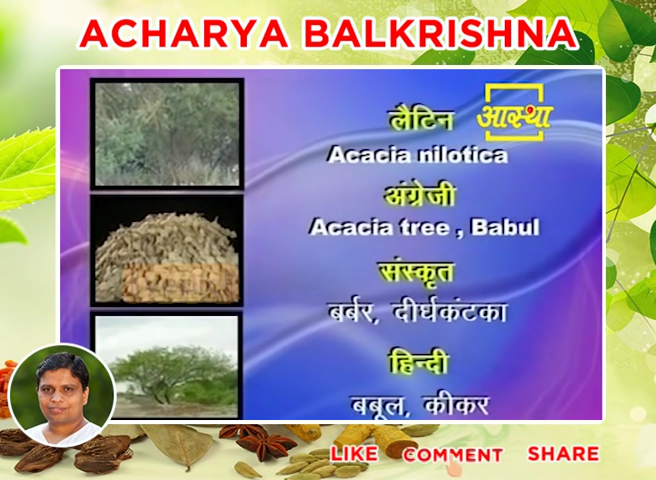 ACHARYA BALKRISHNA
आस्था
लैटिन
Acacia nilotica
अंग्रेजी
Acacia tree , Babul
संस्कृत
बर्बर, दीर्घकंटका
हिन्दी
बबूल, कीकर
LIKE COMMENT SHARE